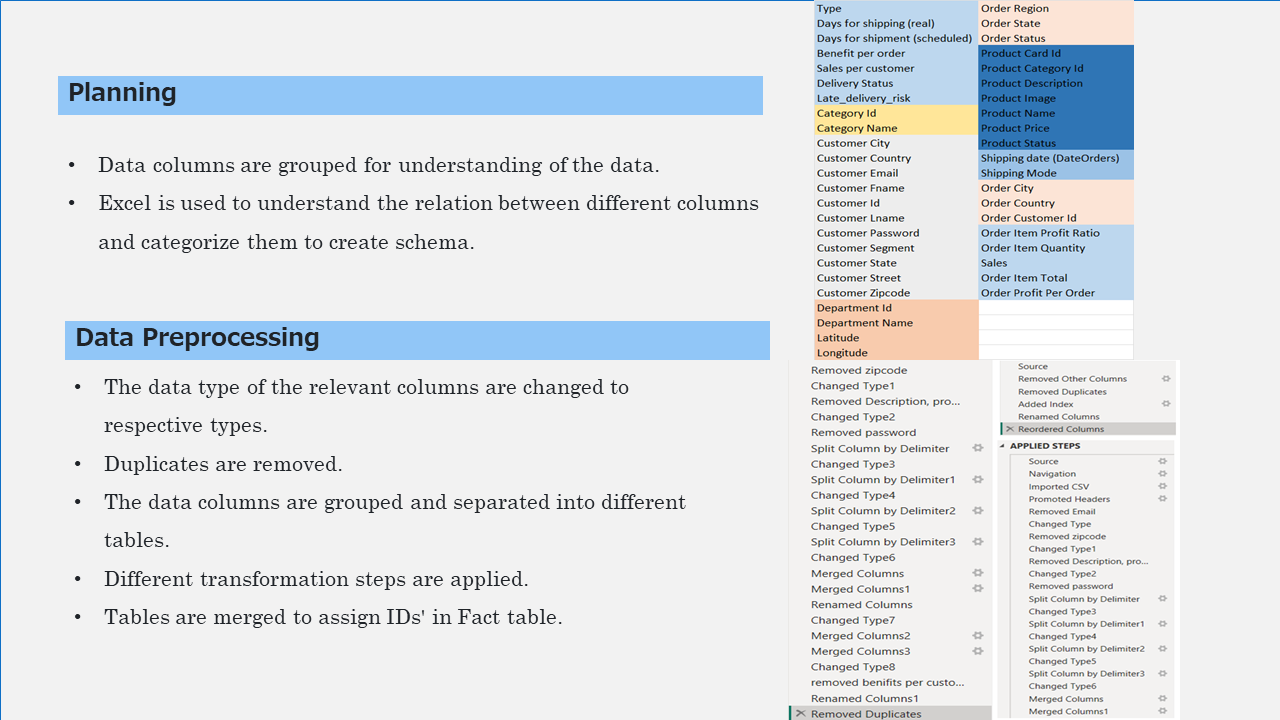 Planning
• Data columns are grouped for understanding of the data.
• Excel is used to understand the relation between different columns
and categorize them to create schema.
Data Preprocessing
• The data type of the relevant columns are changed to
respective types.
• Duplicates are removed.
• The data columns are grouped and separated into different
tables.
• Different transformation steps are applied.
• Tables are merged to assign IDs' in Fact table.
Type
Days for shipping (real)
Days for shipment (scheduled)
Benefit per order
Sales per customer
Delivery Status
Late_delivery_risk
Category Id
Category Name
Customer City
Customer Country
Customer Email
Customer Fname
Customer Id
Customer Lname
Customer Password
Customer Segment
Customer State
Customer Street
Customer Zipcode
Department Id
Department Name
Latitude
Longitude
Order Region
Order State
Order Status
Product Card Id
Product Category Id
Product Description
Product Image
Product Name
Product Price
Product Status
Shipping date (DateOrders)
Shipping Mode
Order City
Order Country
Order Customer Id
Order Item Profit Ratio
Order Item Quantity
Sales
Order Item Total
Order Profit Per Order
Removed zipcode
Changed Type1
Removed Description, pro...
Changed Type2
Removed password
Split Column by Delimiter
Changed Type3
Split Column by Delimiter1
Changed Type4
Split Column by Delimiter2
Changed Type5
Split Column by Delimiter3
Changed Type6
Merged Columns
Merged Columns1
Renamed Columns
Changed Type7
Merged Columns2
Merged Columns3
Changed Type8
removed benifits per custo...
Renamed Columns1
Removed Duplicates
Source
Removed Other Columns
Removed Duplicates
Added Index
Renamed Columns
Reordered Columns
APPLIED STEPS
Source
Navigation
Imported CSV
Promoted Headers
Removed Email
Changed Type
Removed zipcode
Changed Type1
Removed Description, pro...
Changed Type2
Removed password
Split Column by Delimiter
Changed Type3
Split Column by Delimiter1
Changed Type4
Split Column by Delimiter2
Changed Type5
Split Column by Delimiter3
Changed Type6
Merged Columns
Merged Columns1